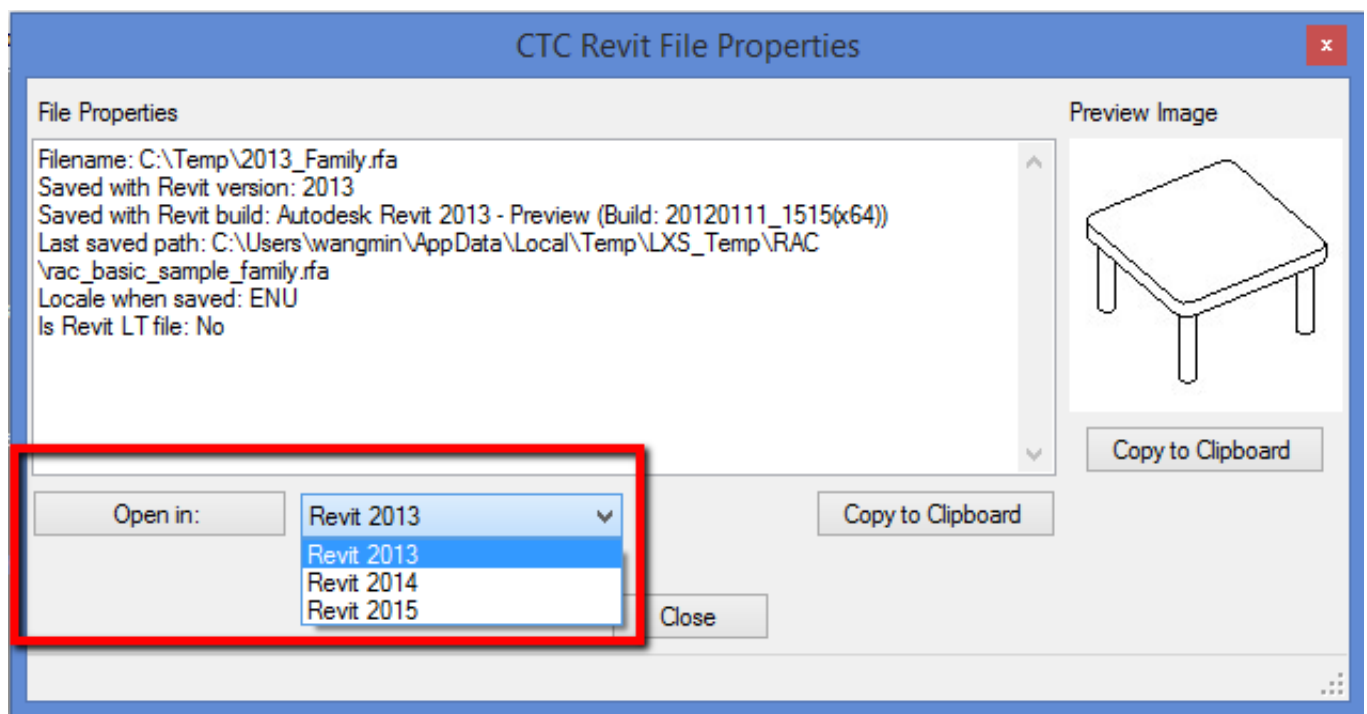 CTC Revit File Properties
x
File Properties
Preview Image
Filename: C:\Temp\2013_Family.rfa
Saved with Revit version: 2013
Saved with Revit build: Autodesk Revit 2013 - Preview (Build: 20120111_1515(x64))
Last saved path: C:\Users\wangmin\AppData\Local\Temp\LXS_Temp\RAC
\rac_basic_sample_family.rfa
Locale when saved: ENU
Is Revit LT file: No
Copy to Clipboard
Open in:
Revit 2013
Copy to Clipboard
Revit 2013
Revit 2014
Revit 2015
Close